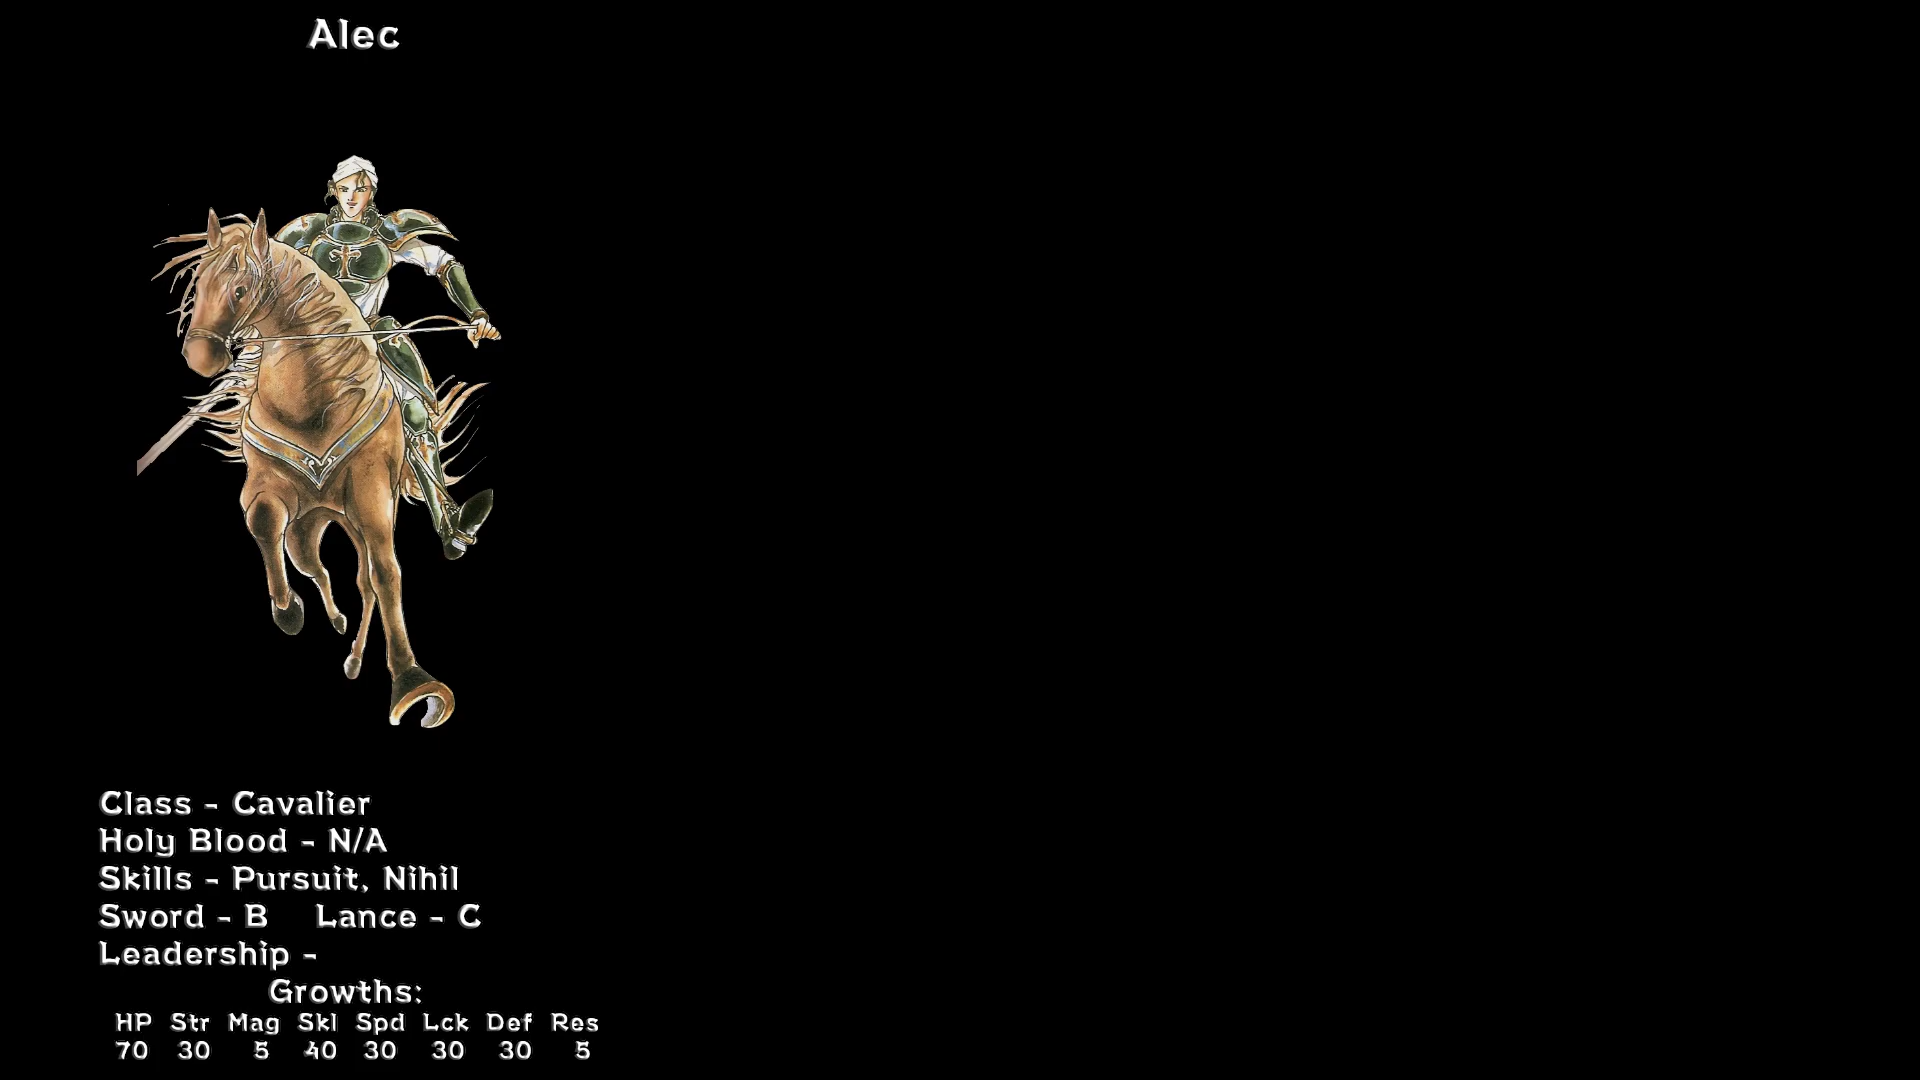 Alec
Class - Cavalier
Holy Blood - N/A
Skills - Pursuit, Nihil
Sword - B Lance - C
Leadership -
Growths:
HP Str Mag Skl Spd Lck Def Res
70 30 5 40 30 30 30 5